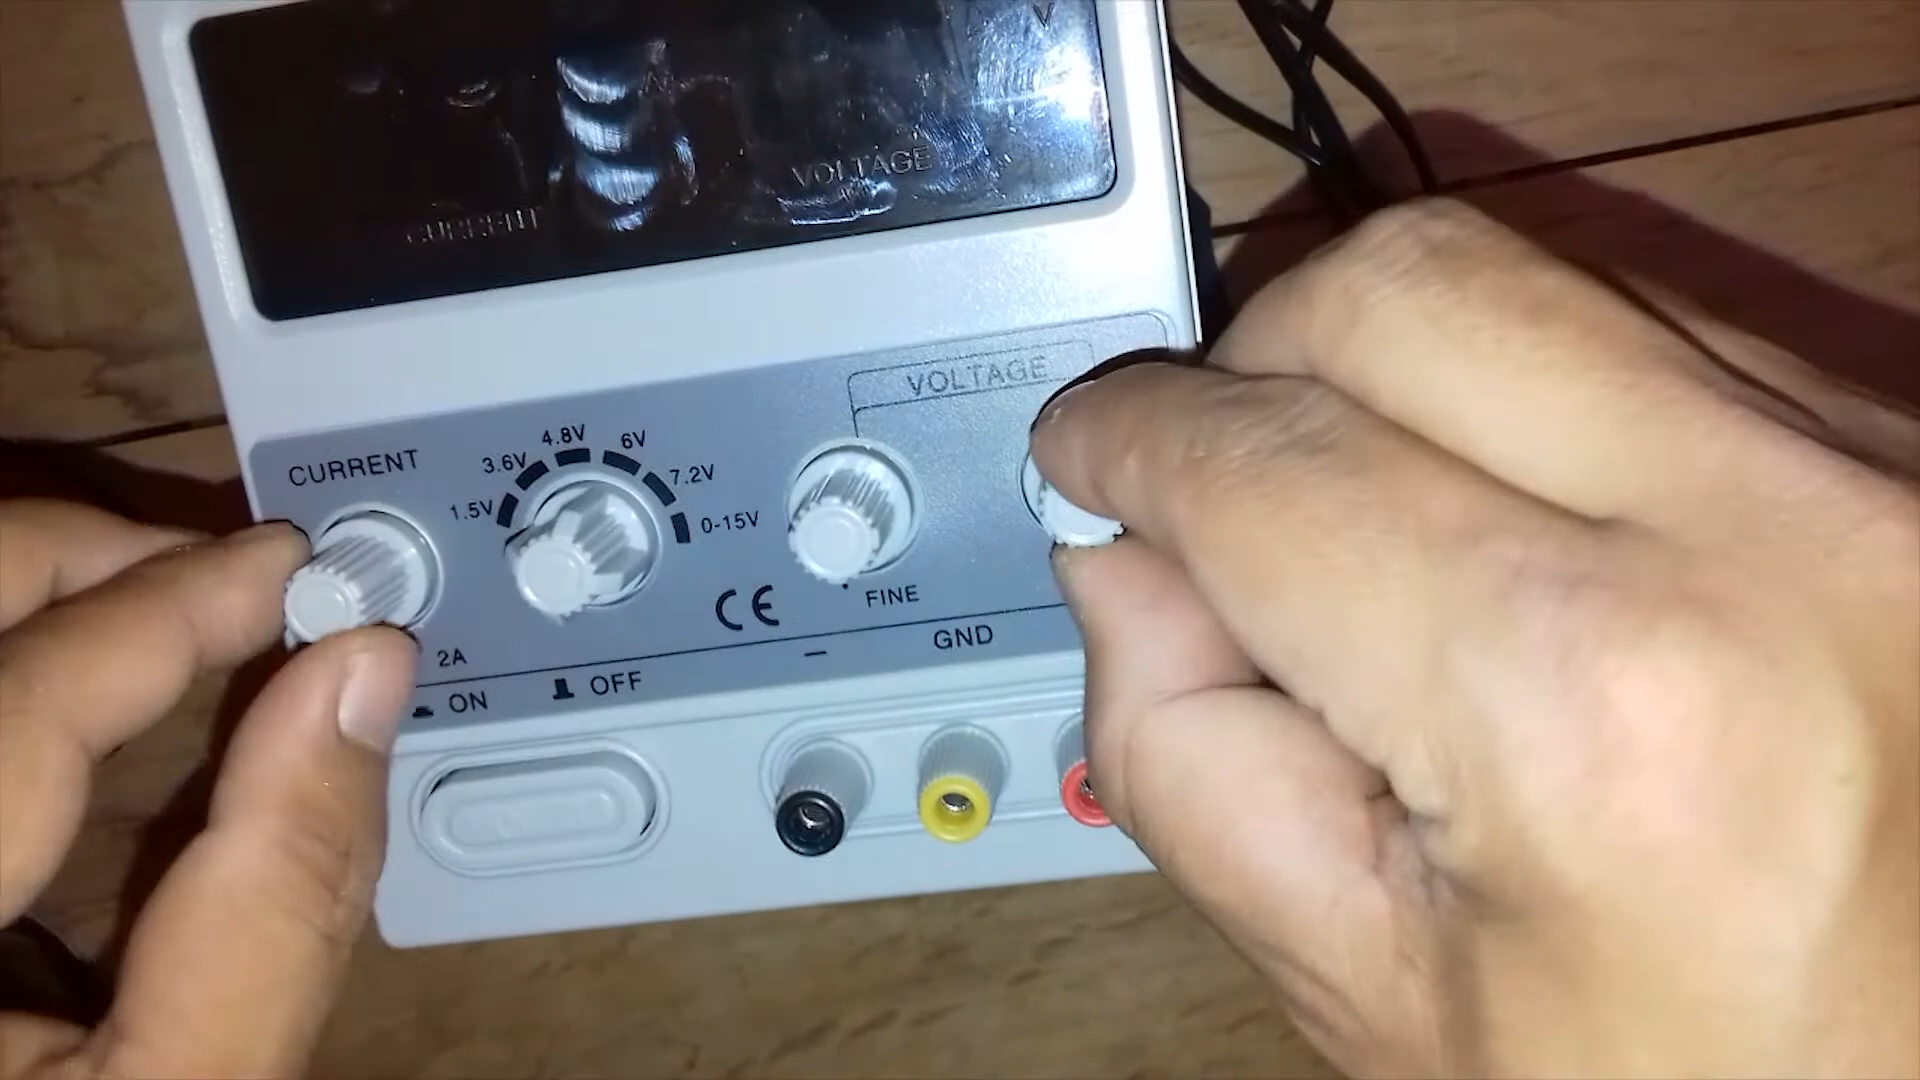 V
A
VOLTAGE
CURRENT
VOLTAGE
CURRENT
1.5V
3.6V
4.8V
6V
7.2V
0-15V
CE
FINE
2A
ON
OFF
—
GND